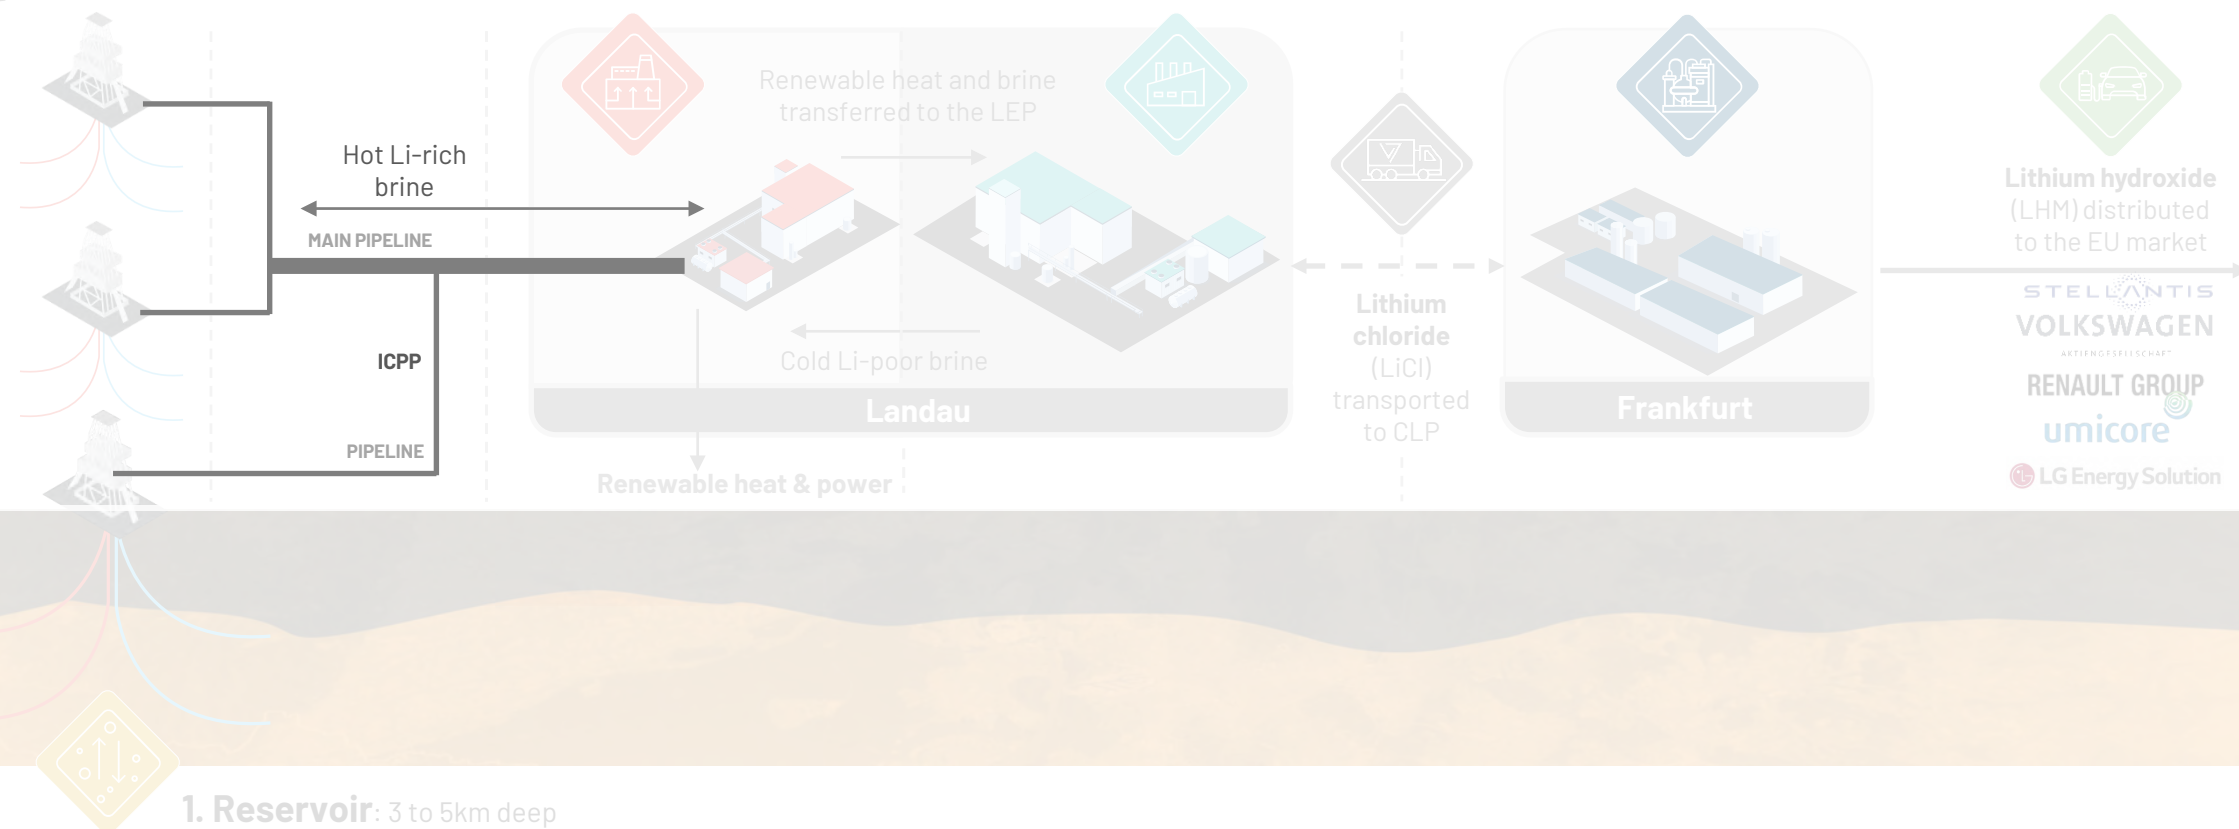 Hot Li-rich
brine
MAIN PIPELINE
ICPP
PIPELINE
Renewable heat and brine
transferred to the LEP
Cold Li-poor brine
Landau
Renewable heat & power
Lithium
chloride
(LiCl)
transported
to CLP
Frankfurt
Lithium hydroxide
(LHM) distributed
to the EU market
STELLANTIS
VOLKSWAGEN
AKTIENGESELLSCHAFT
RENAULT GROUP
umicore
LG Energy Solution
1. Reservoir: 3 to 5km deep